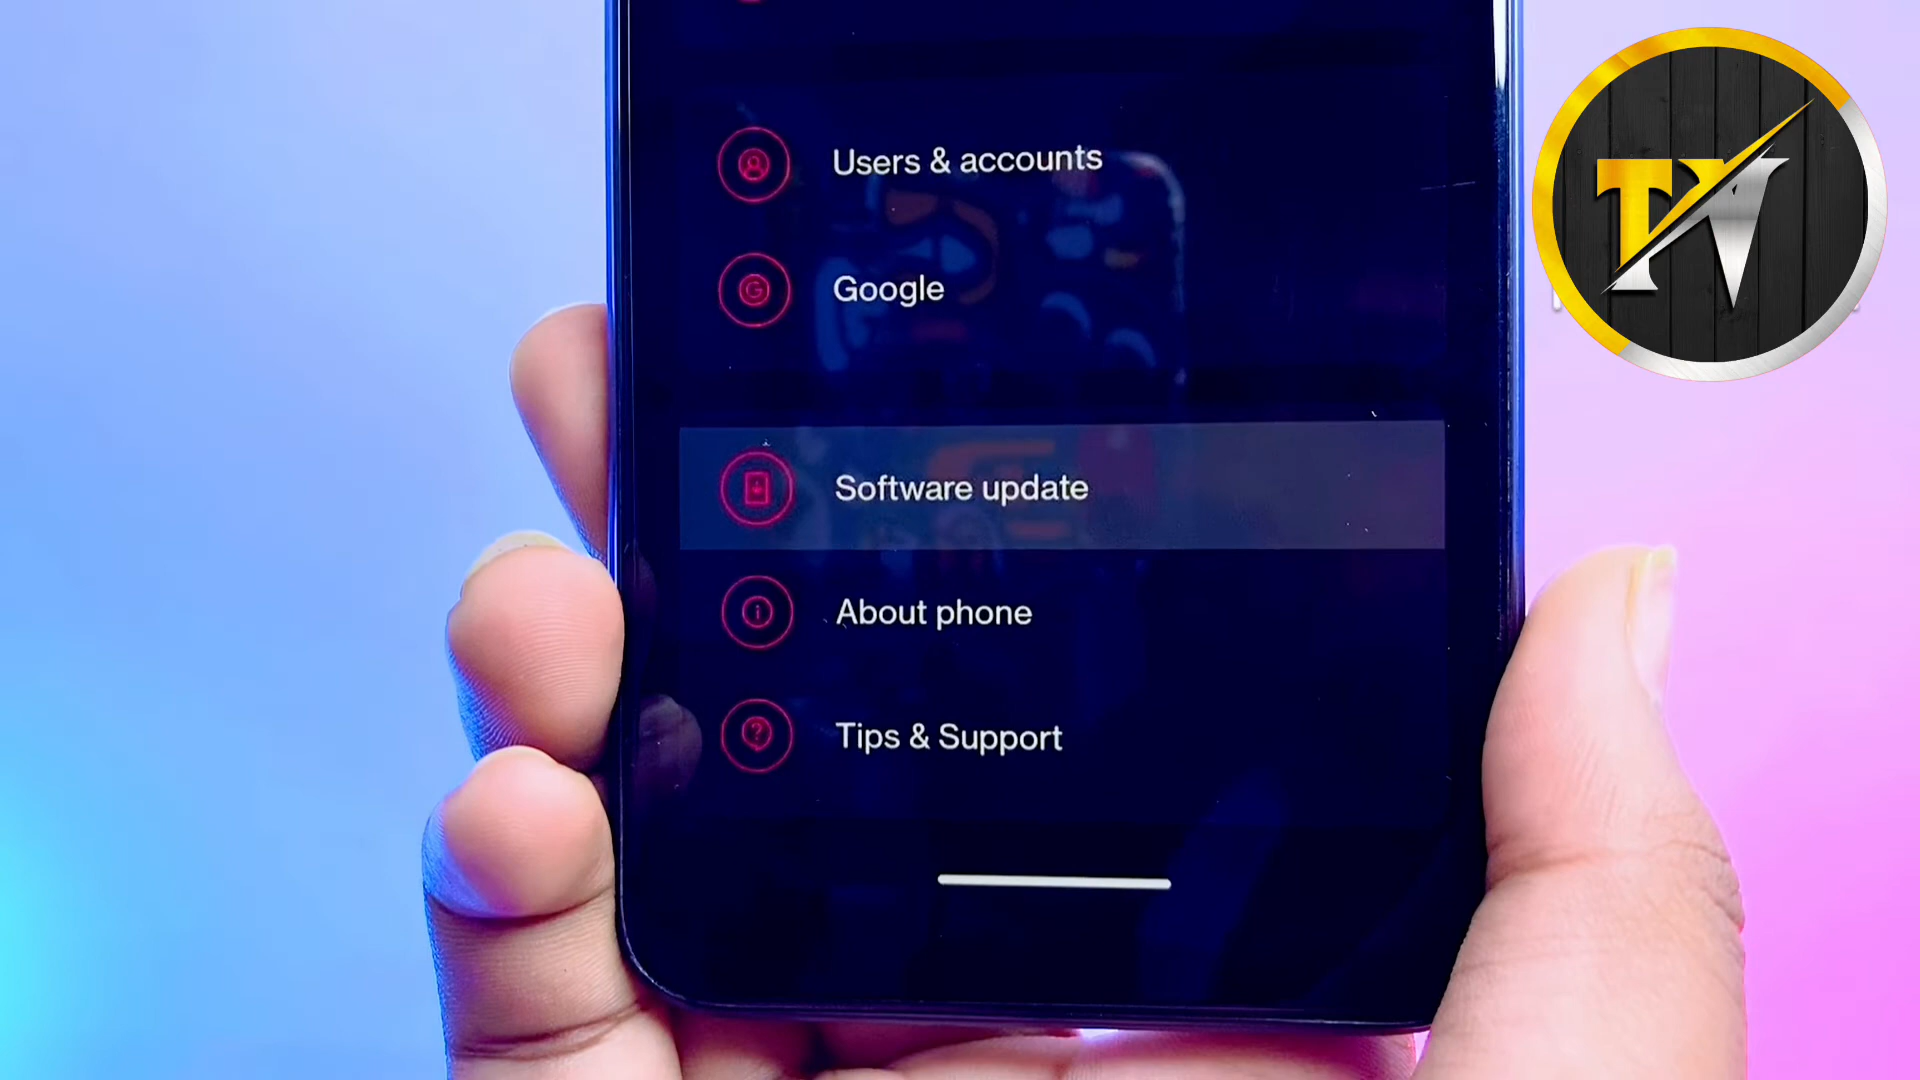 Users & accounts
Google
Software update
About phone
Tips & Support
TV